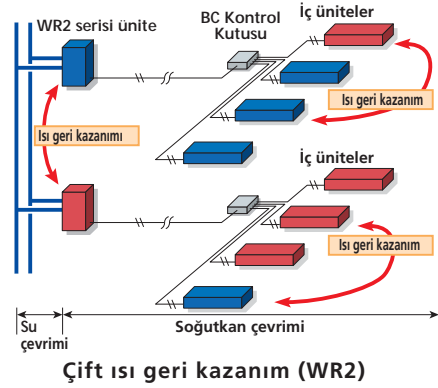 WR2 serisi ünite
BC Kontrol
Kutusu
İç üniteler
Isı geri kazanım
Isı geri kazanımı
İç üniteler
Isı geri kazanım
Su
çevrimi
Soğutkan çevrimi
Çift ısı geri kazanım (WR2)